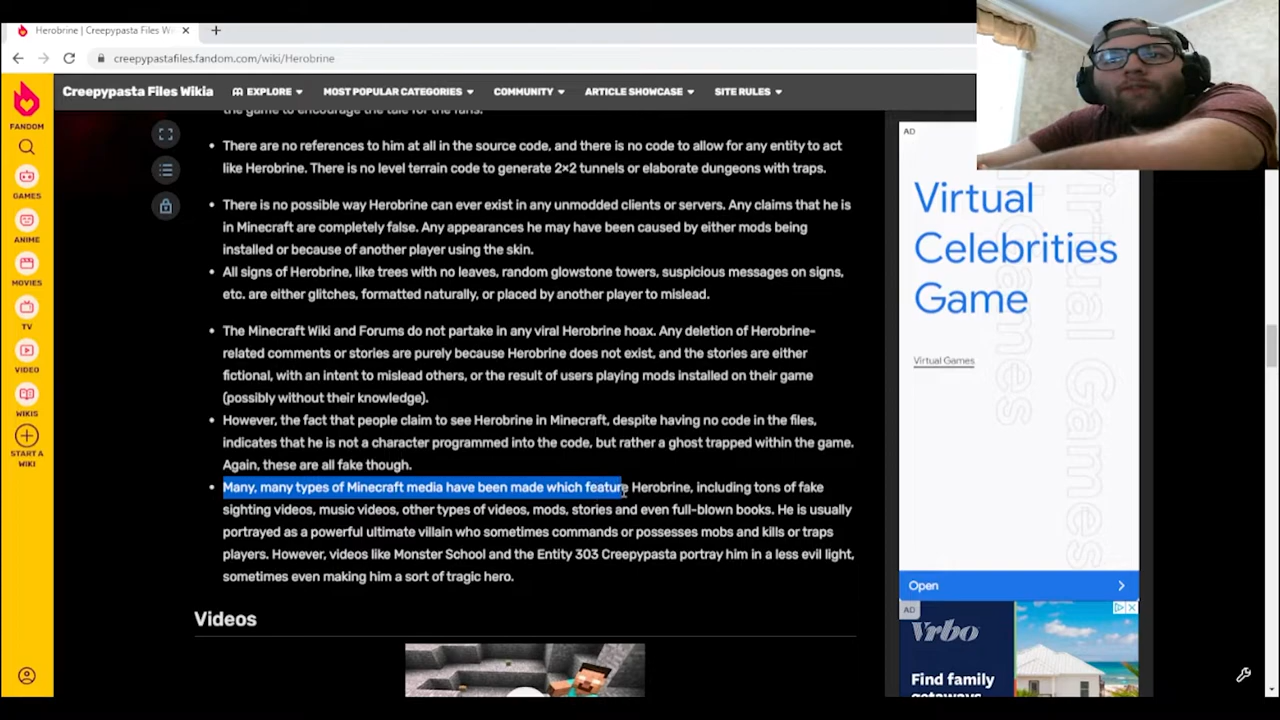 Herobrine | Creepypasta Files Wi
creepypastafiles.fandom.com/wiki/Herobrine
FANDOM
GAMES
ANIME
MOVIES
TV
VIDEO
WIKIS
START A
WIKI
Creepypasta Files Wikia
EXPLORE
MOST POPULAR CATEGORIES
COMMUNITY
ARTICLE SHOWCASE
SITE RULES
the game to encourage the tale for the fans.
• There are no references to him at all in the source code, and there is no code to allow for any entity to act
like Herobrine. There is no level terrain code to generate 2×2 tunnels or elaborate dungeons with traps.
• There is no possible way Herobrine can ever exist in any unmodded clients or servers. Any claims that he is
in Minecraft are completely false. Any appearances he may have been caused by either mods being
installed or because of another player using the skin.
• All signs of Herobrine, like trees with no leaves, random glowstone towers, suspicious messages on signs,
etc. are either glitches, formatted naturally, or placed by another player to mislead.
• The Minecraft Wiki and Forums do not partake in any viral Herobrine hoax. Any deletion of Herobrine-
related comments or stories are purely because Herobrine does not exist, and the stories are either
fictional, with an intent to mislead others, or the result of users playing mods installed on their game
(possibly without their knowledge).
• However, the fact that people claim to see Herobrine in Minecraft, despite having no code in the files,
indicates that he is not a character programmed into the code, but rather a ghost trapped within the game.
Again, these are all fake though.
• Many, many types of Minecraft media have been made which feature Herobrine, including tons of fake
sighting videos, music videos, other types of videos, mods, stories and even full-blown books. He is usually
portrayed as a powerful ultimate villain who sometimes commands or possesses mobs and kills or traps
players. However, videos like Monster School and the Entity 303 Creepypasta portray him in a less evil light,
sometimes even making him a sort of tragic hero.
Videos
AD
Virtual
Celebrities
Game
Virtual Games
Open
AD
Vrbo
Find family
getaways